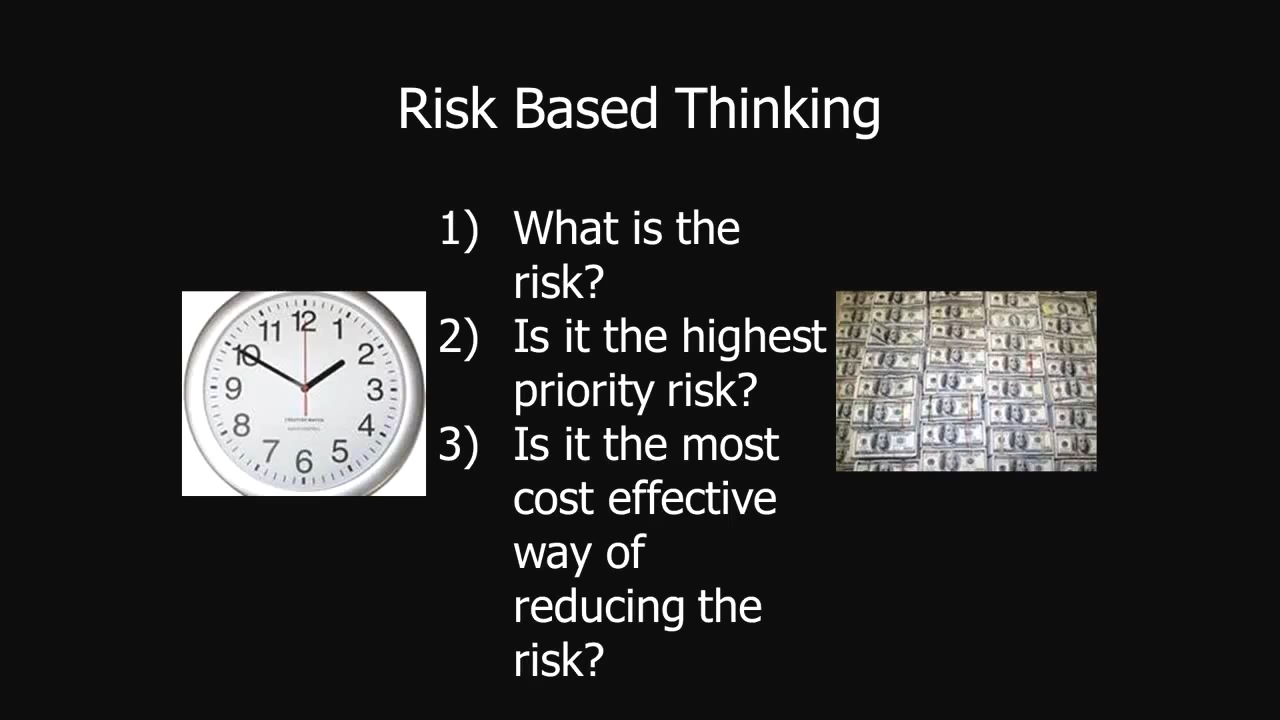 Risk Based Thinking
1) What is the
risk?
2) Is it the highest
priority risk?
3) Is it the most
cost effective
way of
reducing the
risk?
12
11 1
10 2
9 3
8 4
7 5
6